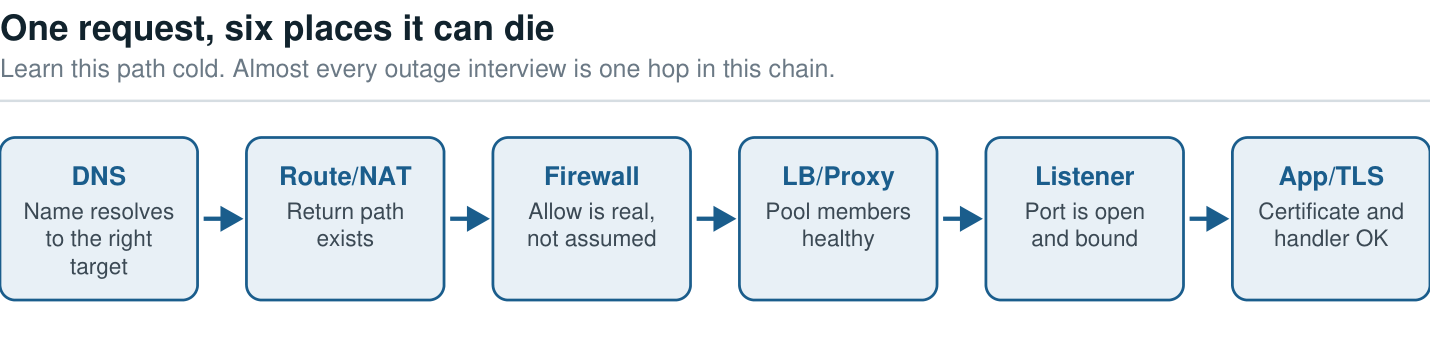 One request, six places it can die
Learn this path cold. Almost every outage interview is one hop in this chain.
DNS
Name resolves
to the right
target
Route/NAT
Return path
exists
Firewall
Allow is real,
not assumed
LB/Proxy
Pool members
healthy
Listener
Port is open
and bound
App/TLS
Certificate and
handler OK